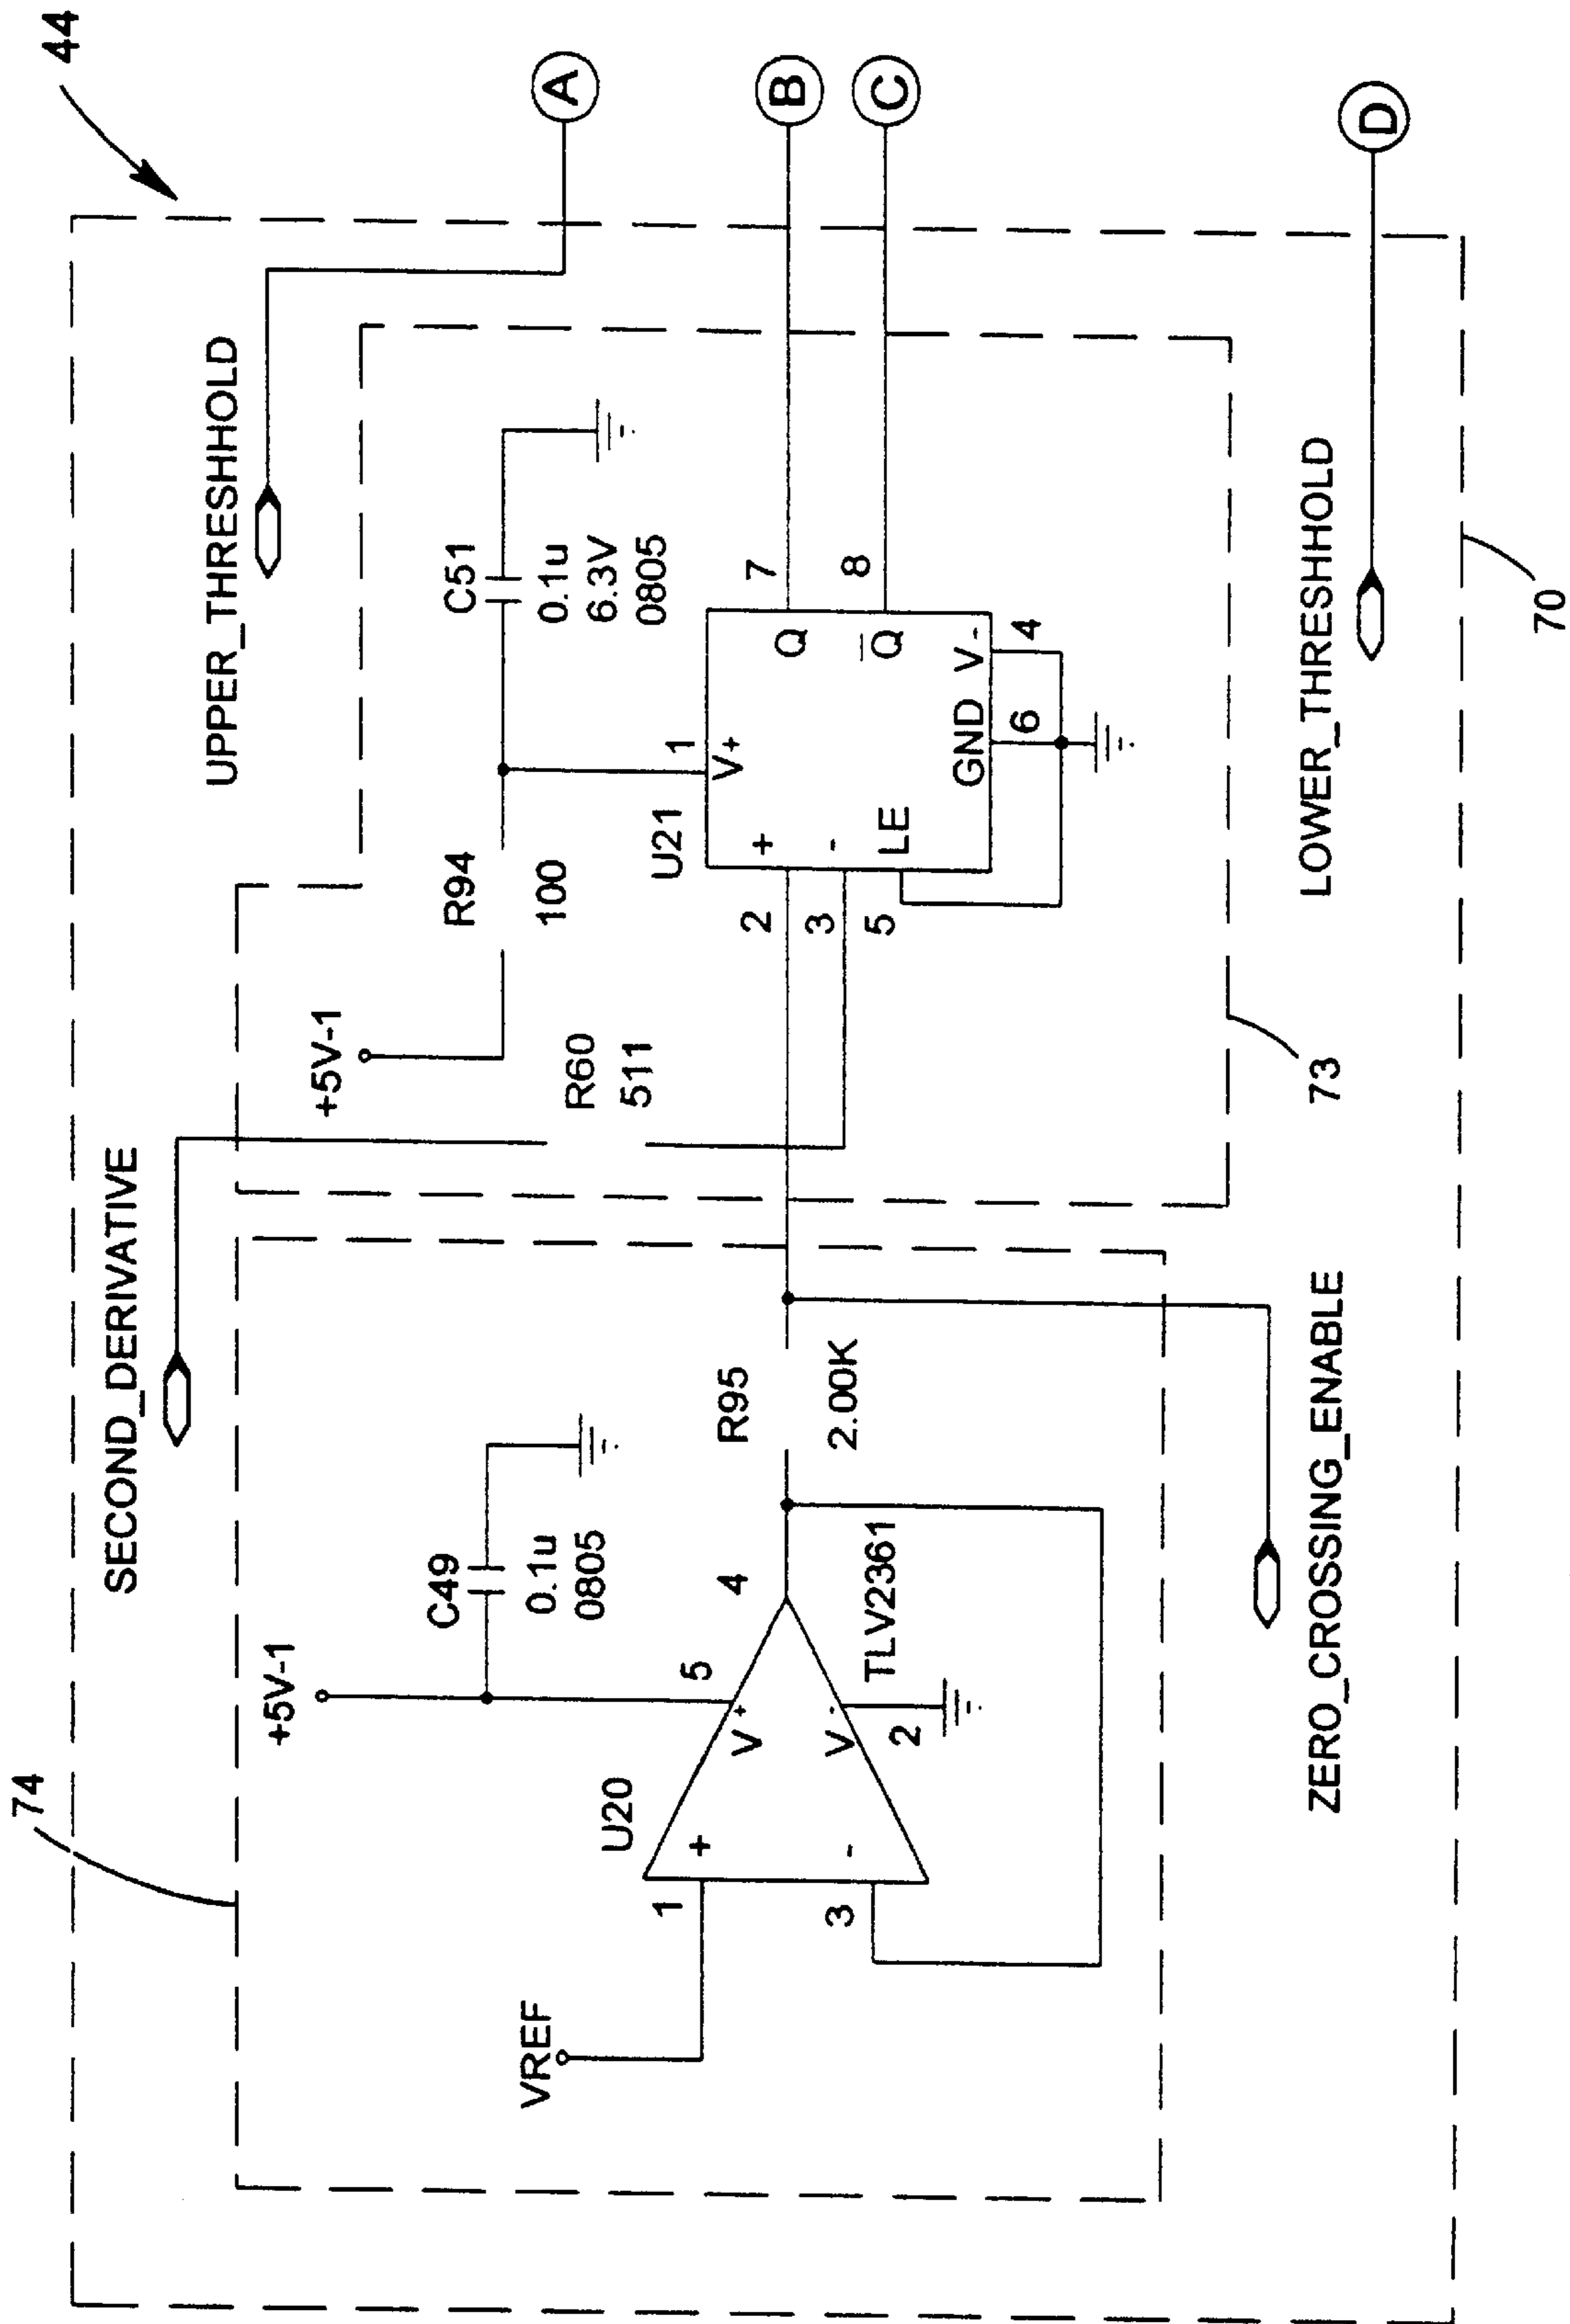 44
74
SECOND_DERIVATIVE
UPPER_THRESHHOLD
A
+5V-1
+5V-1
C49
0.1u
0805
R94
100
C51
0.1u
6.3V
0805
R60
511
VREF
U20
1
+
3
-
V+
5
V-
2
4
TLV2361
R95
2.00K
U21
2
+
3
-
5
LE
1
V+
Q
7
Q̅
8
GND
6
V-
4
B
C
73
ZERO_CROSSING_ENABLE
LOWER_THRESHHOLD
D
70